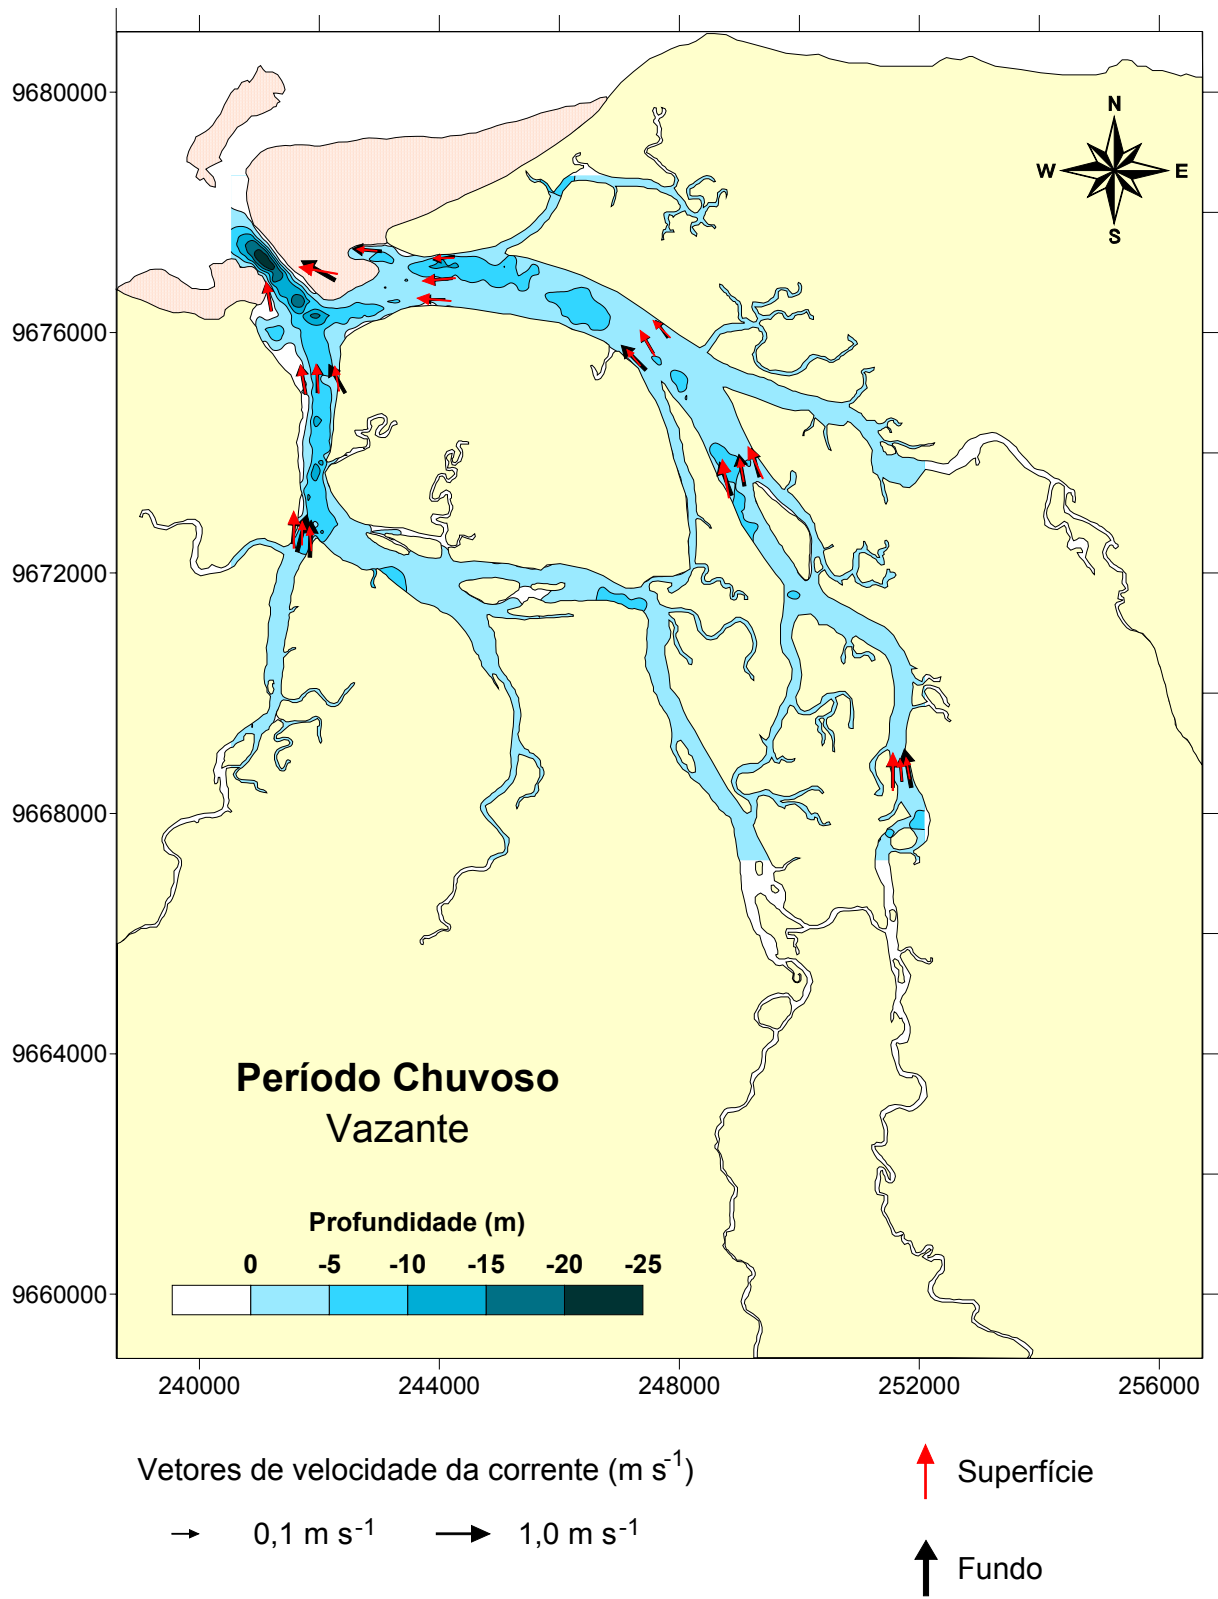 9680000
N
W E
S
9676000
9672000
9668000
9664000
Período Chuvoso
Vazante
Profundidade (m)
0 -5 -10 -15 -20 -25
9660000
240000 244000 248000 252000 256000
Vetores de velocidade da corrente (m s-1)
Superfície
0,1 m s-1 1,0 m s-1
Fundo